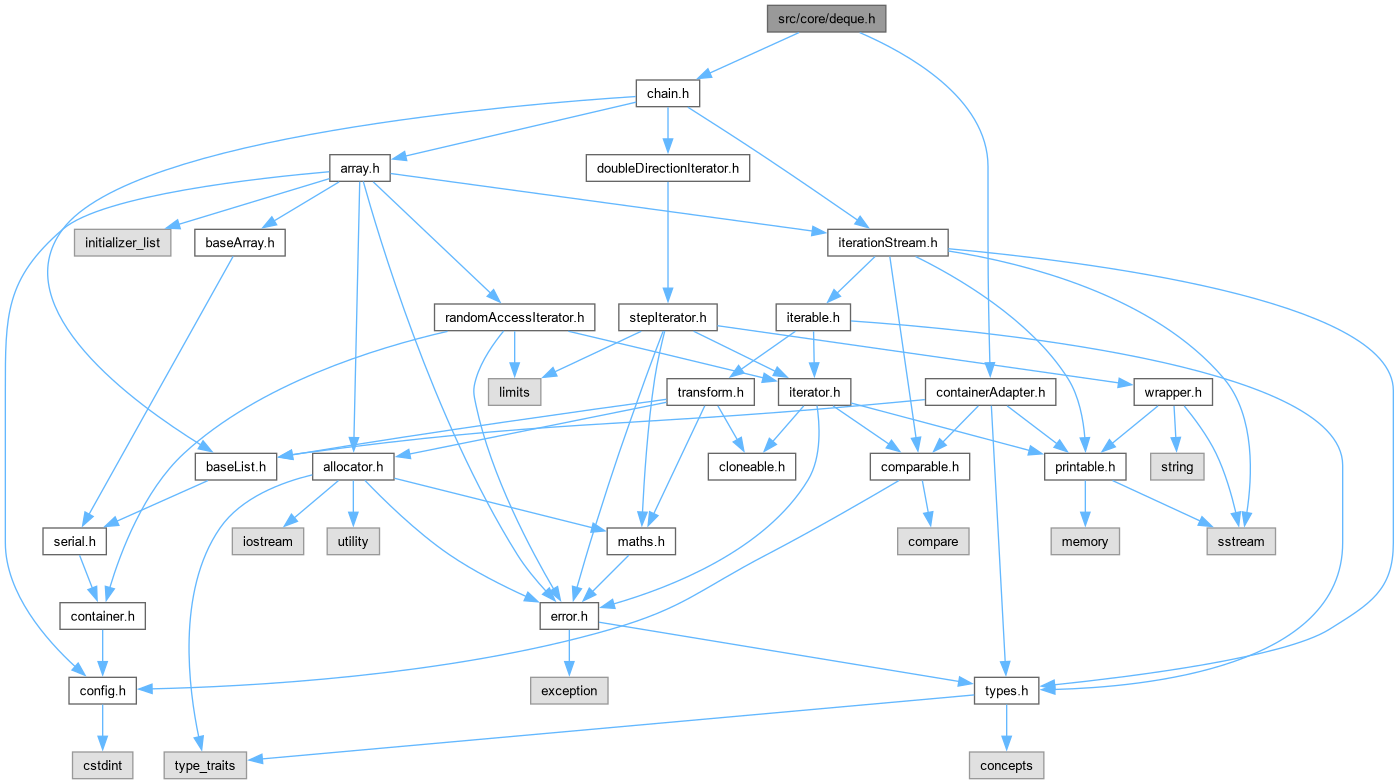 src/core/deque.h
chain.h
array.h
doubleDirectionIterator.h
initializer_list
baseArray.h
iterationStream.h
randomAccessIterator.h
stepIterator.h
iterable.h
limits
transform.h
iterator.h
containerAdapter.h
wrapper.h
baseList.h
allocator.h
cloneable.h
comparable.h
printable.h
string
serial.h
iostream
utility
maths.h
compare
memory
sstream
container.h
error.h
config.h
exception
types.h
cstdint
type_traits
concepts